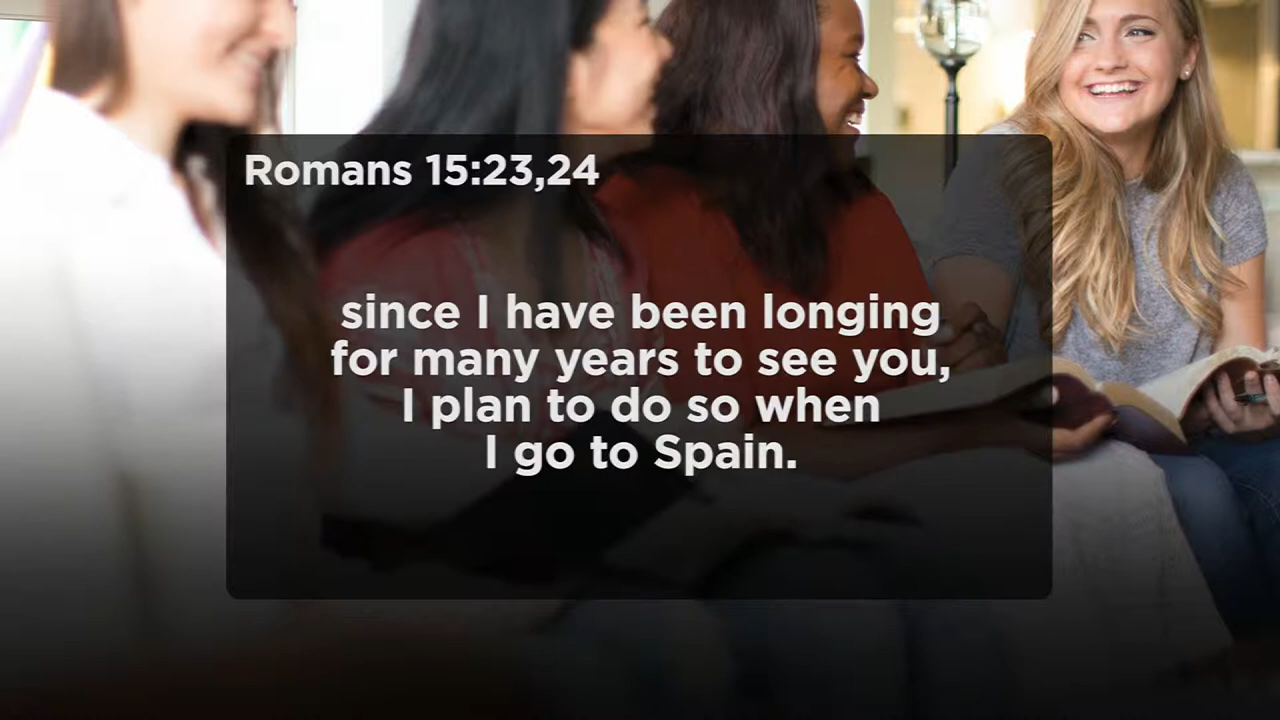 Romans 15:23,24
since I have been longing
for many years to see you,
I plan to do so when
I go to Spain.